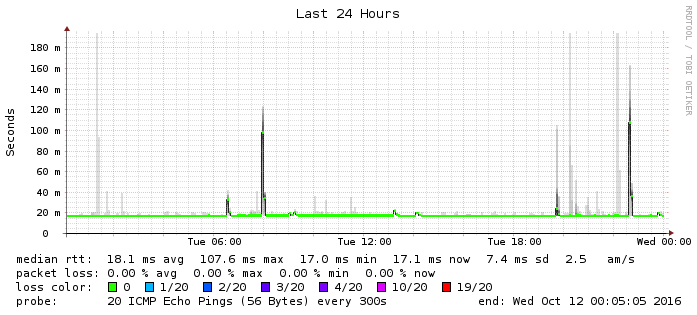 Last 24 Hours
RRDTOOL / TOBI OETIKER
Seconds
180 m
160 m
140 m
120 m
100 m
80 m
60 m
40 m
20 m
0
Tue 06:00 Tue 12:00 Tue 18:00 Wed 00:00
median rtt: 18.1 ms avg 107.6 ms max 17.0 ms min 17.1 ms now 7.4 ms sd 2.5 am/s
packet loss: 0.00 % avg 0.00 % max 0.00 % min 0.00 % now
loss color: 0 1/20 2/20 3/20 4/20 10/20 19/20
probe: 20 ICMP Echo Pings (56 Bytes) every 300s end: Wed Oct 12 00:05:05 2016